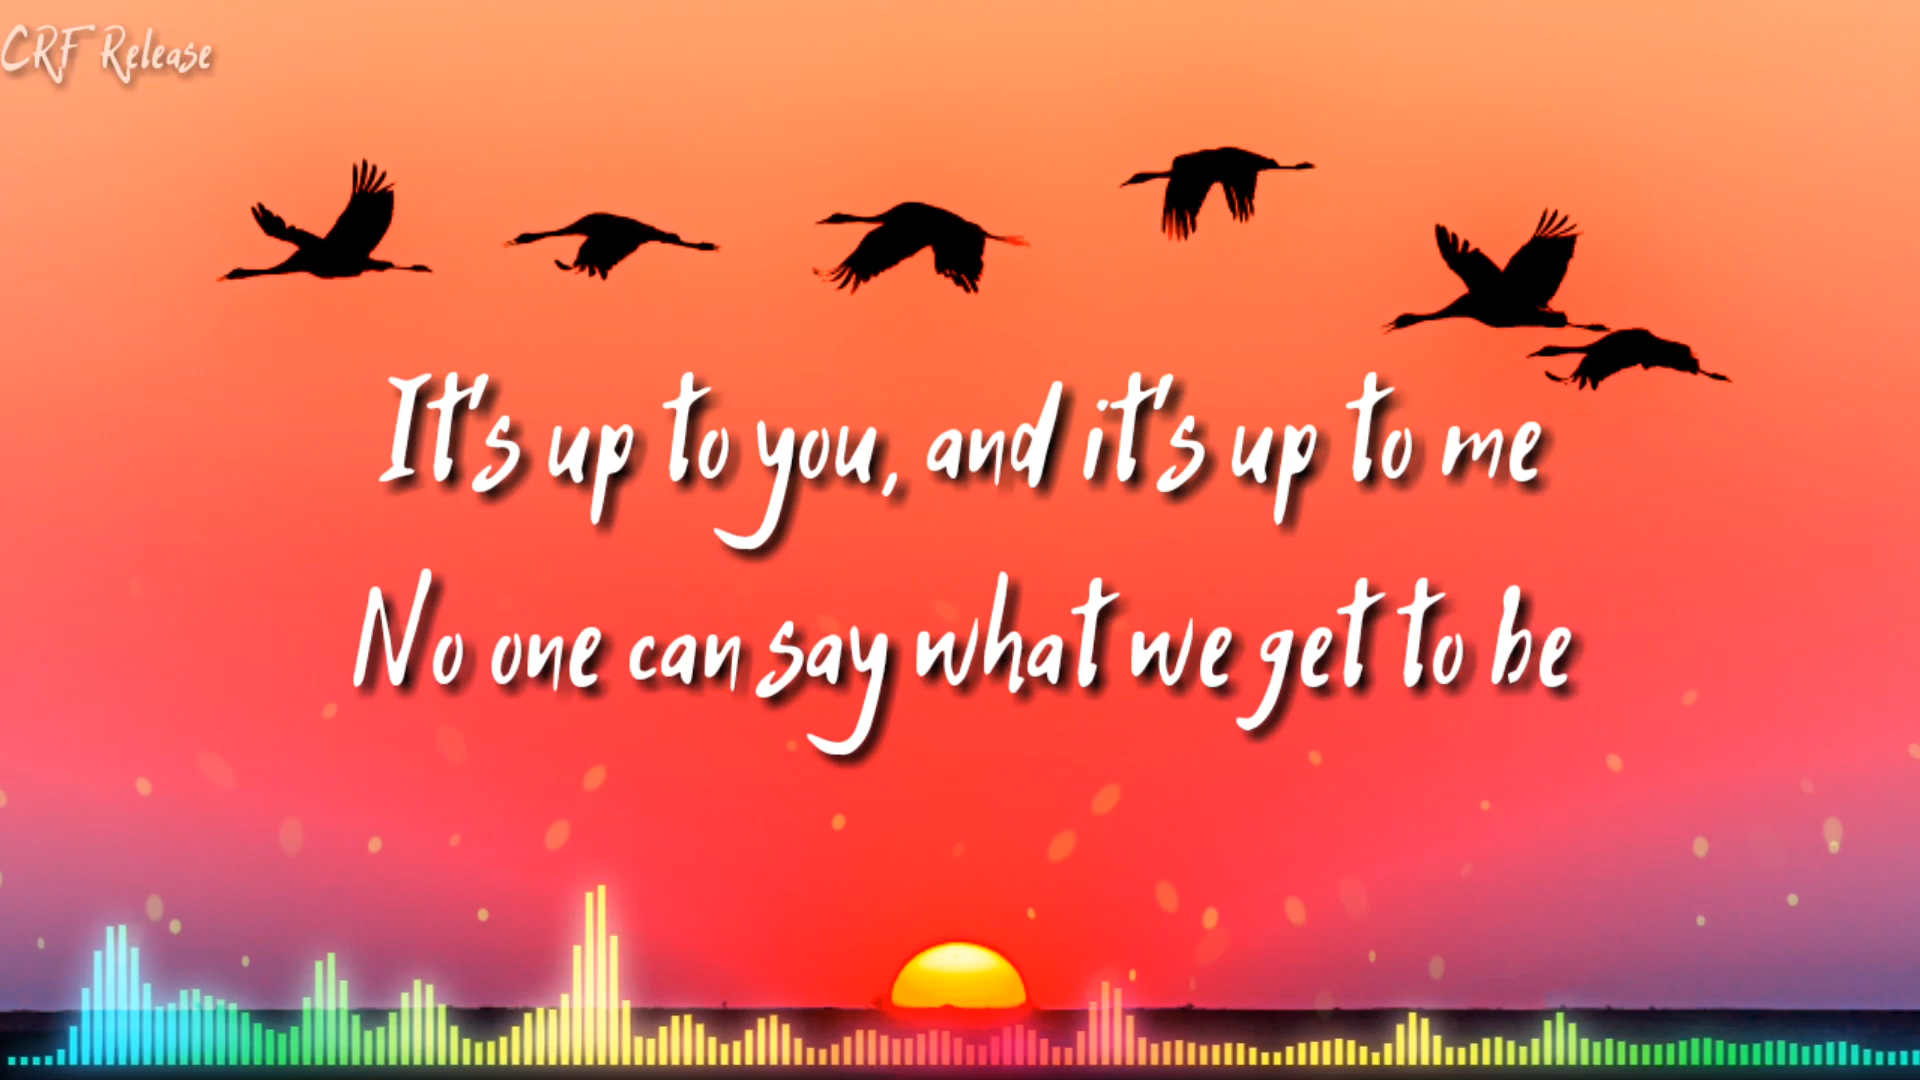 CRF Release
It's up to you, and it's up to me
No one can say what we get to be